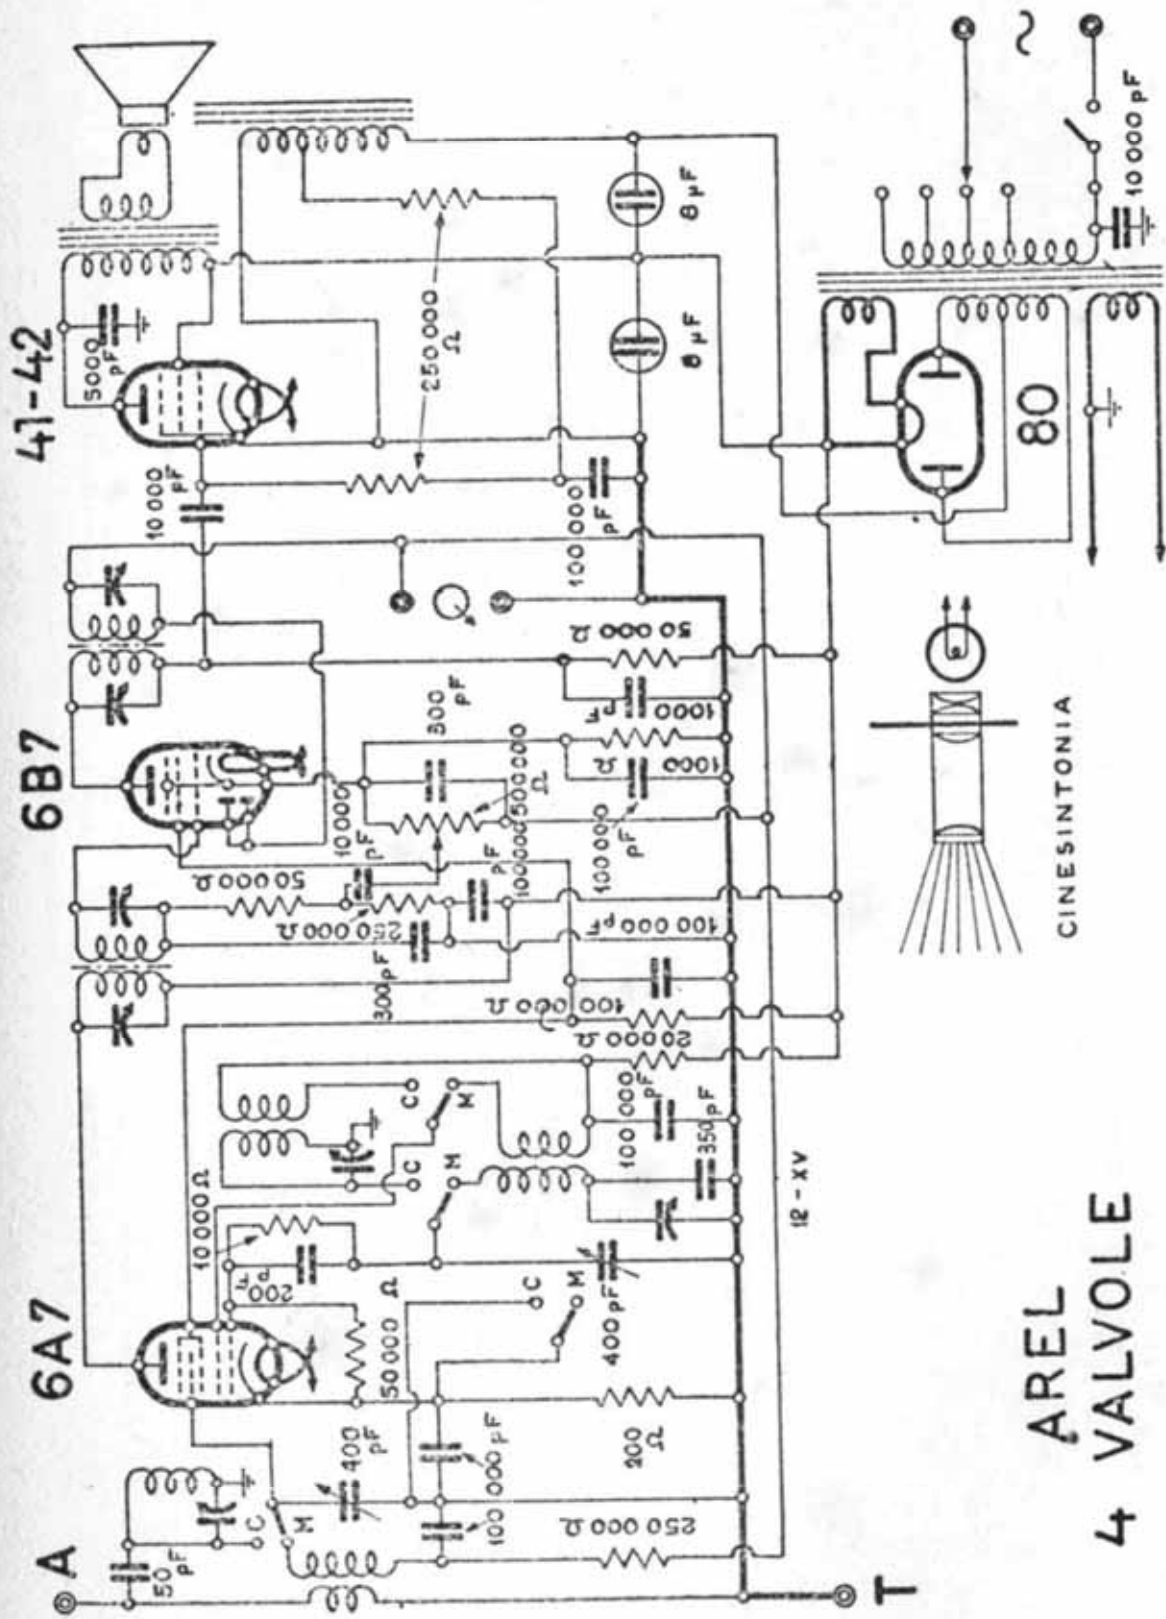 A
6A7
6B7
41-42
50
pF
C
M
400
pF
100 000 pF
250 000 Ω
200
Ω
50 000
Ω
200
pF
10 000 Ω
C
M
400 pF
C
M
C
M
350 pF
100 000
pF
20 000 Ω
100 000 Ω
100 000
pF
300 pF
250 000 Ω
50 000 Ω
10 000
pF
100 000
pF
500 000
Ω
300
pF
100 000
pF
1000 Ω
1000
pF
50 000 Ω
10 000
pF
100 000
pF
250 000
Ω
5000
pF
8 µF
8 µF
12 - XV
T
80
~
10 000 pF
CINESINTONIA
AREL
4 VALVOLE